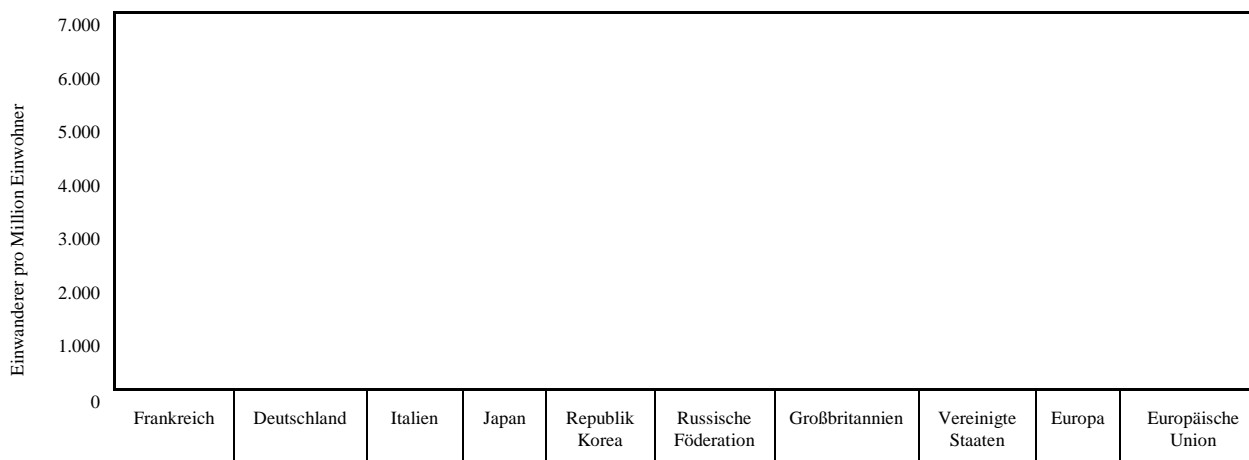 7.000
6.000
5.000
4.000
3.000
2.000
1.000
0
Einwanderer pro Million Einwohner
Frankreich
Deutschland
Italien
Japan
Republik
Korea
Russische
Föderation
Großbritannien
Vereinigte
Staaten
Europa
Europäische
Union